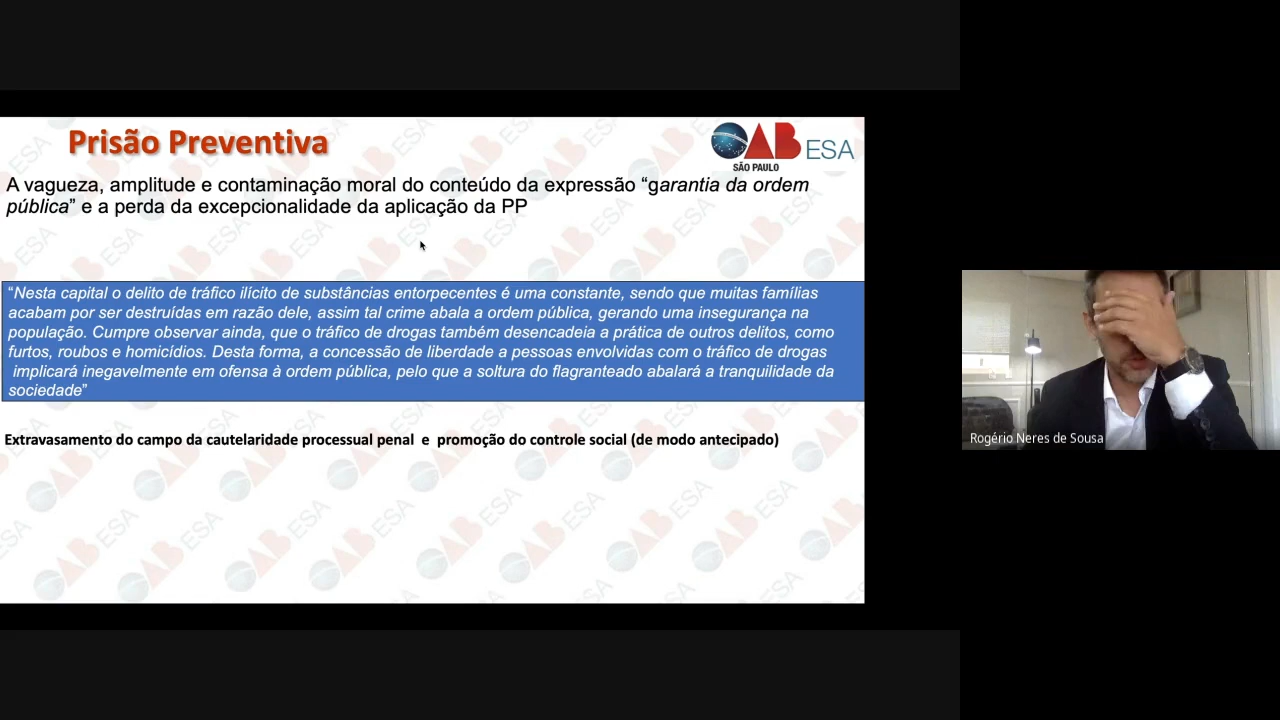 Prisão Preventiva
OAB ESA
SÃO PAULO
A vagueza, amplitude e contaminação moral do conteúdo da expressão “garantia da ordem
pública” e a perda da excepcionalidade da aplicação da PP
“Nesta capital o delito de tráfico ilícito de substâncias entorpecentes é uma constante, sendo que muitas famílias
acabam por ser destruídas em razão dele, assim tal crime abala a ordem pública, gerando uma insegurança na
população. Cumpre observar ainda, que o tráfico de drogas também desencadeia a prática de outros delitos, como
furtos, roubos e homicídios. Desta forma, a concessão de liberdade a pessoas envolvidas com o tráfico de drogas
implicará inegavelmente em ofensa à ordem pública, pelo que a soltura do flagranteado abalará a tranquilidade da
sociedade”
Extravasamento do campo da cautelaridade processual penal e promoção do controle social (de modo antecipado)
Rogério Neres de Sousa